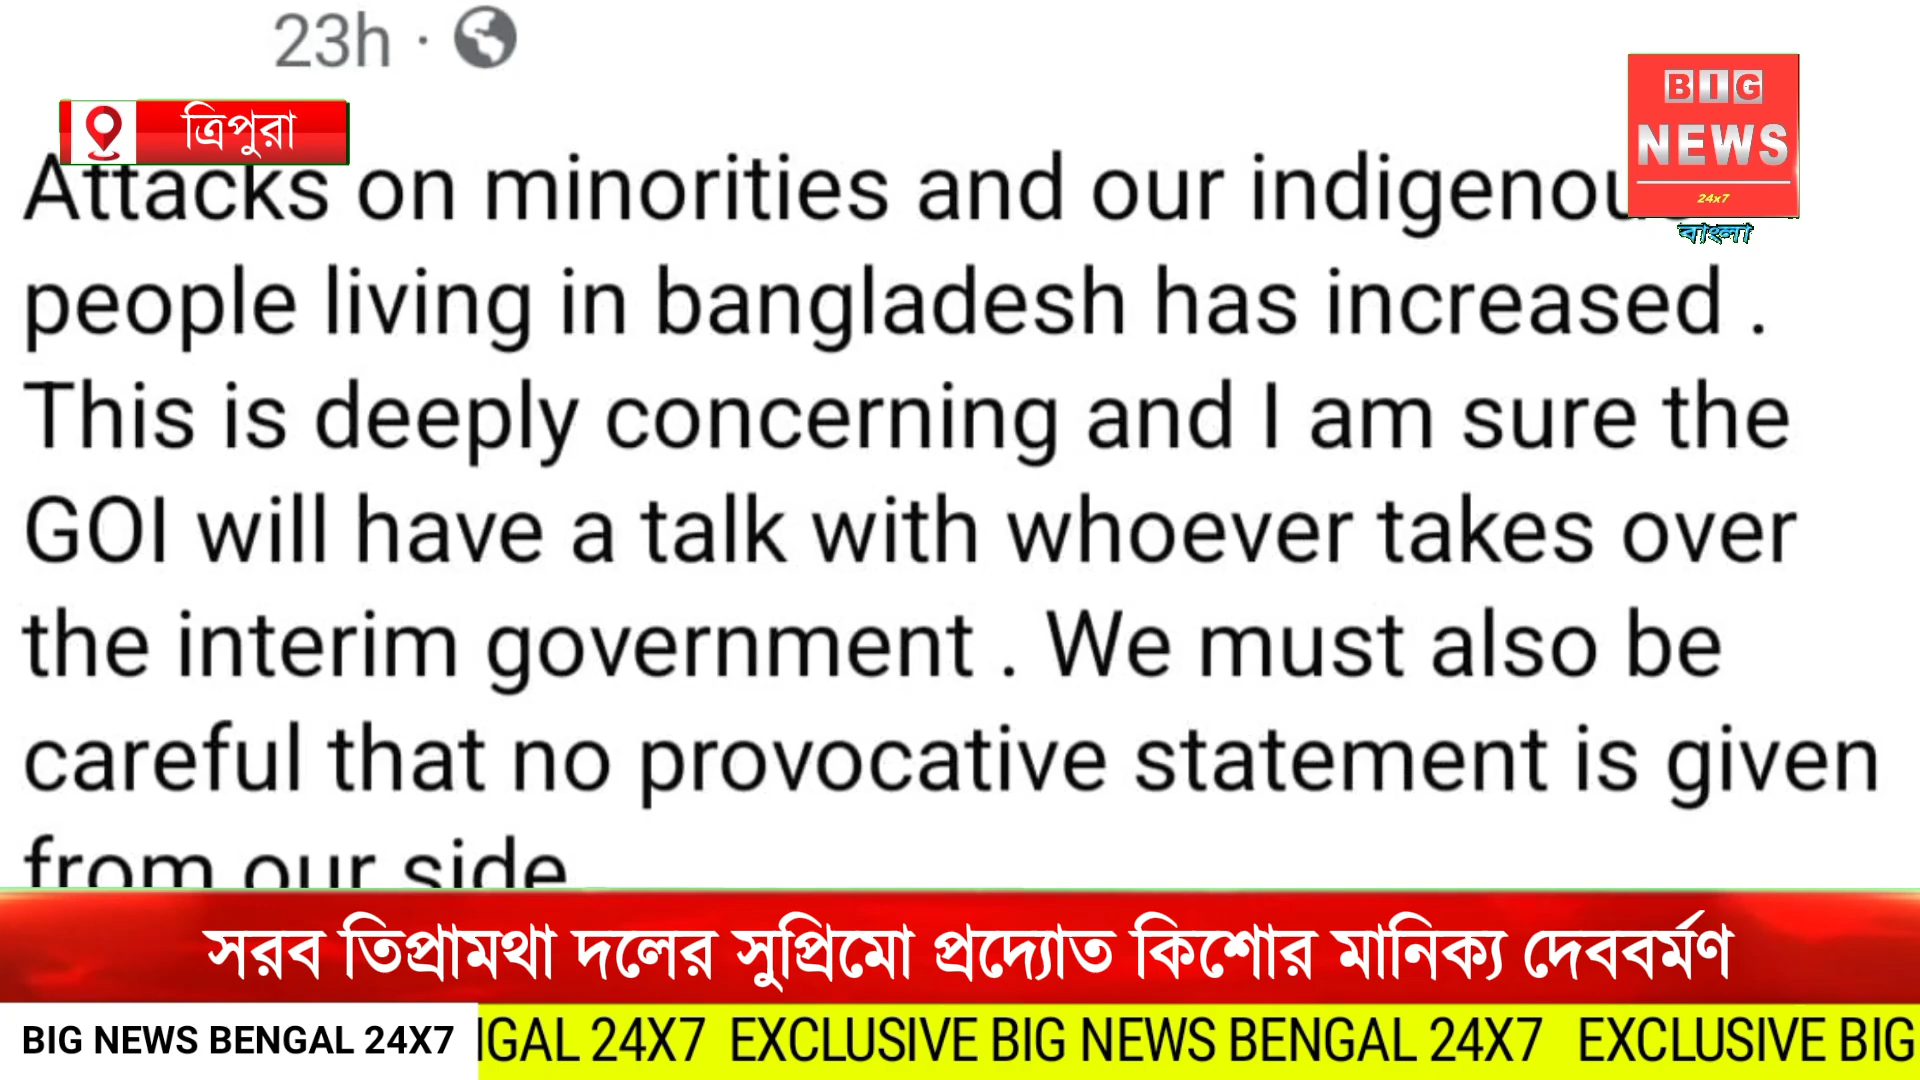 23h ·
ত্রিপুরা
BIG
NEWS
24x7
বাংলা
Attacks on minorities and our indigenous
people living in bangladesh has increased .
This is deeply concerning and I am sure the
GOI will have a talk with whoever takes over
the interim government . We must also be
careful that no provocative statement is given
from our side
সরব তিপ্রামথা দলের সুপ্রিমো প্রদ্যোত কিশোর মানিক্য দেববর্মণ
BIG NEWS BENGAL 24X7
IGAL 24X7 EXCLUSIVE BIG NEWS BENGAL 24X7 EXCLUSIVE BIG